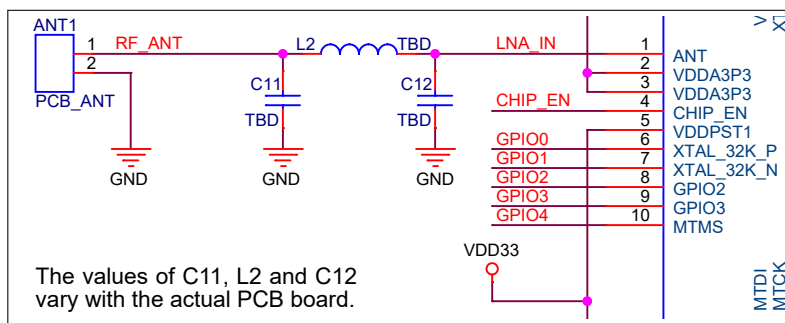 ANT1
1
2
PCB_ANT
RF_ANT
GND
C11
TBD
GND
L2
TBD
C12
TBD
GND
LNA_IN
CHIP_EN
GPIO0
GPIO1
GPIO2
GPIO3
GPIO4
VDD33
1
2
3
4
5
6
7
8
9
10
ANT
VDDA3P3
VDDA3P3
CHIP_EN
VDDPST1
XTAL_32K_P
XTAL_32K_N
GPIO2
GPIO3
MTMS
MTDI
MTCK
The values of C11, L2 and C12
vary with the actual PCB board.